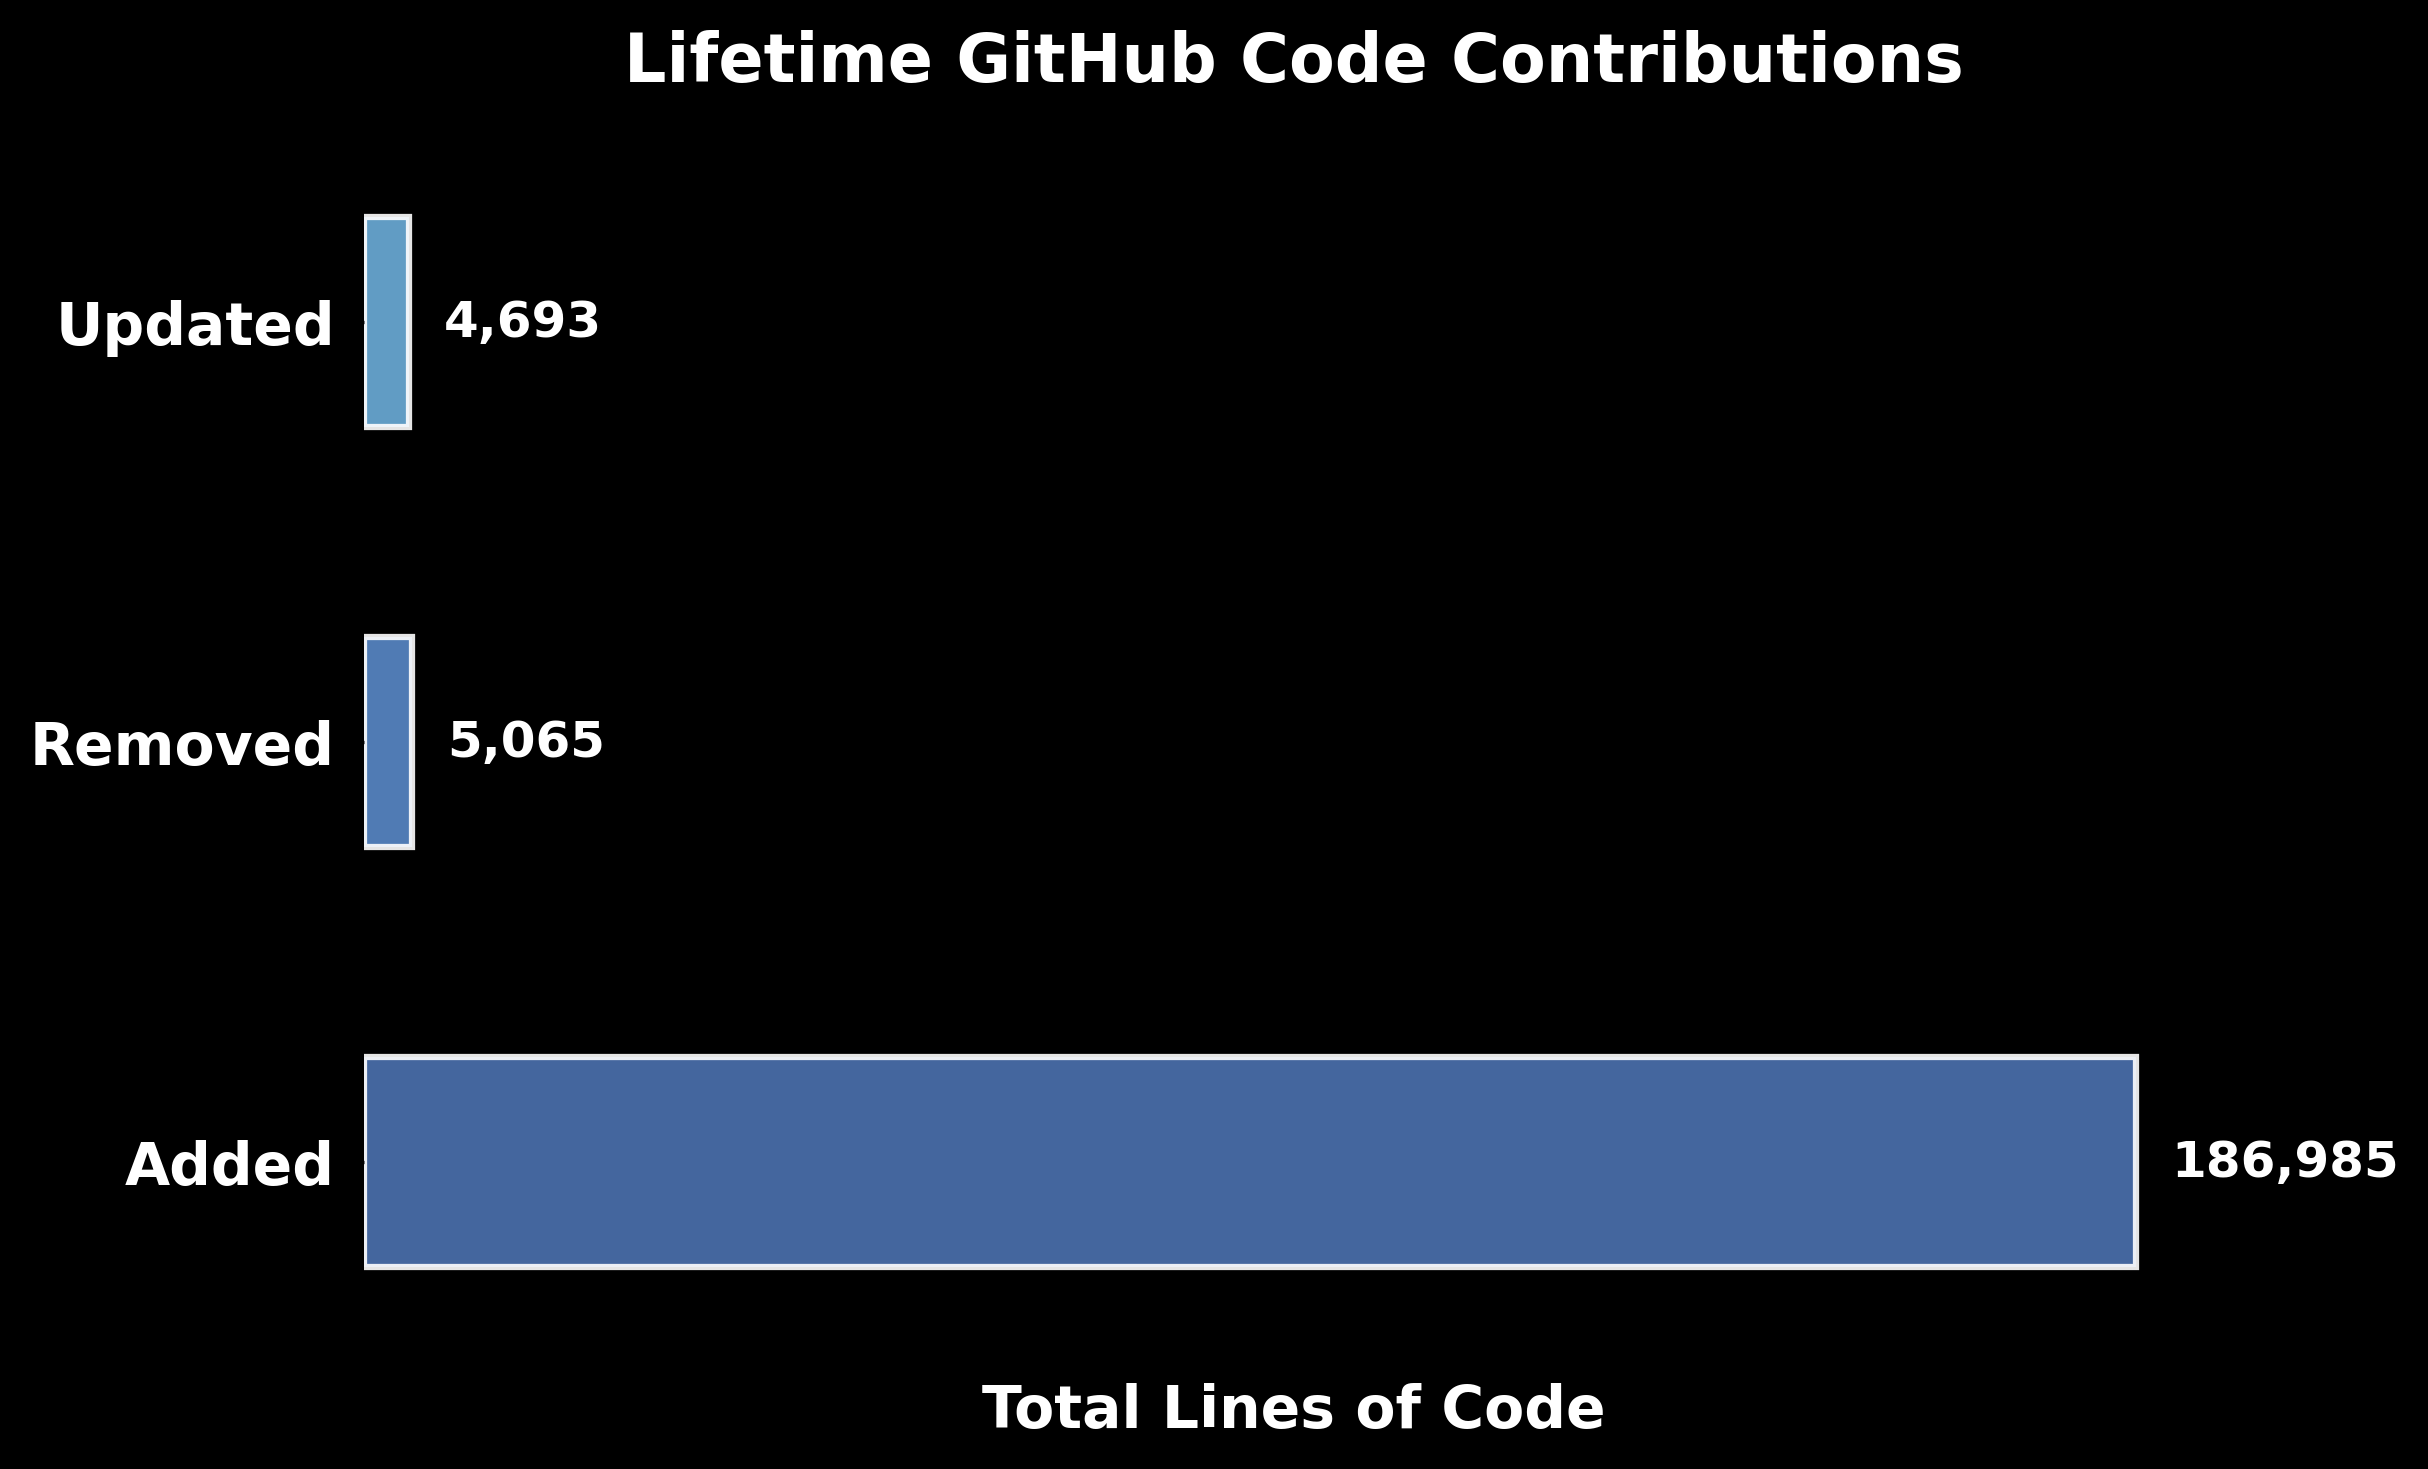 Lifetime GitHub Code Contributions
Updated 4,693
Removed 5,065
Added 186,985
Total Lines of Code